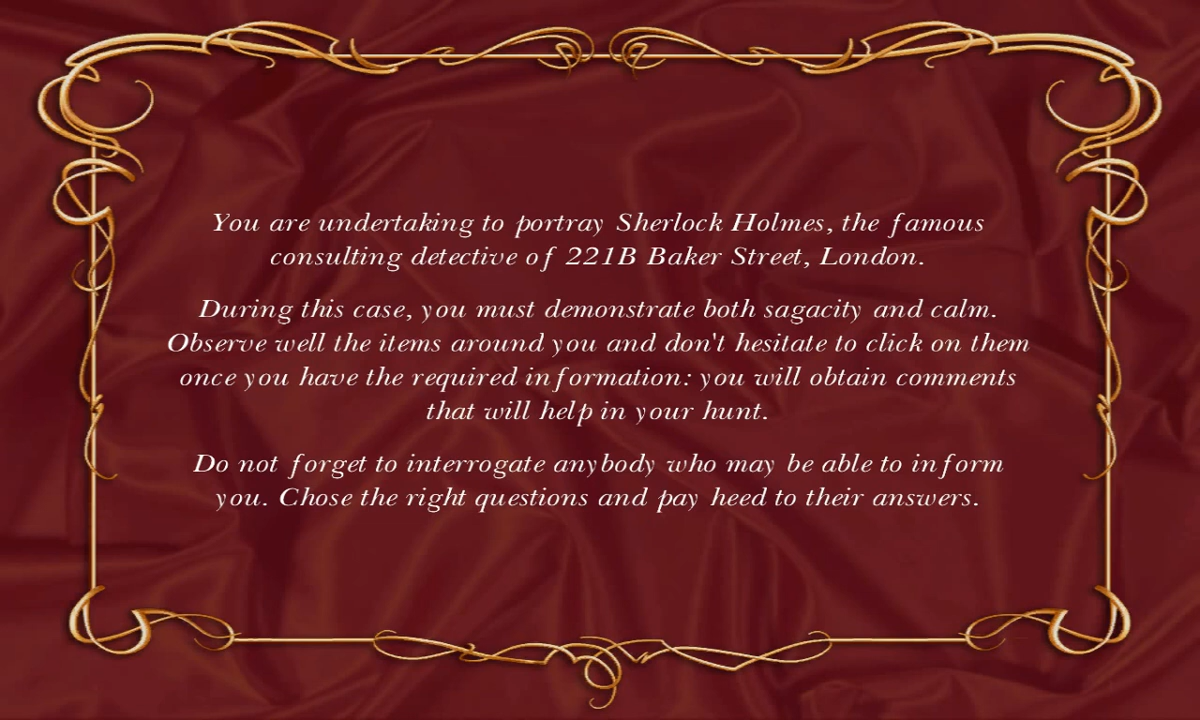 You are undertaking to portray Sherlock Holmes, the famous
consulting detective of 221B Baker Street, London.
During this case, you must demonstrate both sagacity and calm.
Observe well the items around you and don't hesitate to click on them
once you have the required information: you will obtain comments
that will help in your hunt.
Do not forget to interrogate anybody who may be able to inform
you. Chose the right questions and pay heed to their answers.